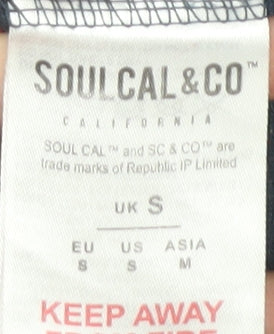 SOULCAL&CO™
CALIFORNIA
SOUL CAL™ and SC & CO™ are
trade marks of Republic IP Limited
UK S
EU US ASIA
S S M
KEEP AWAY